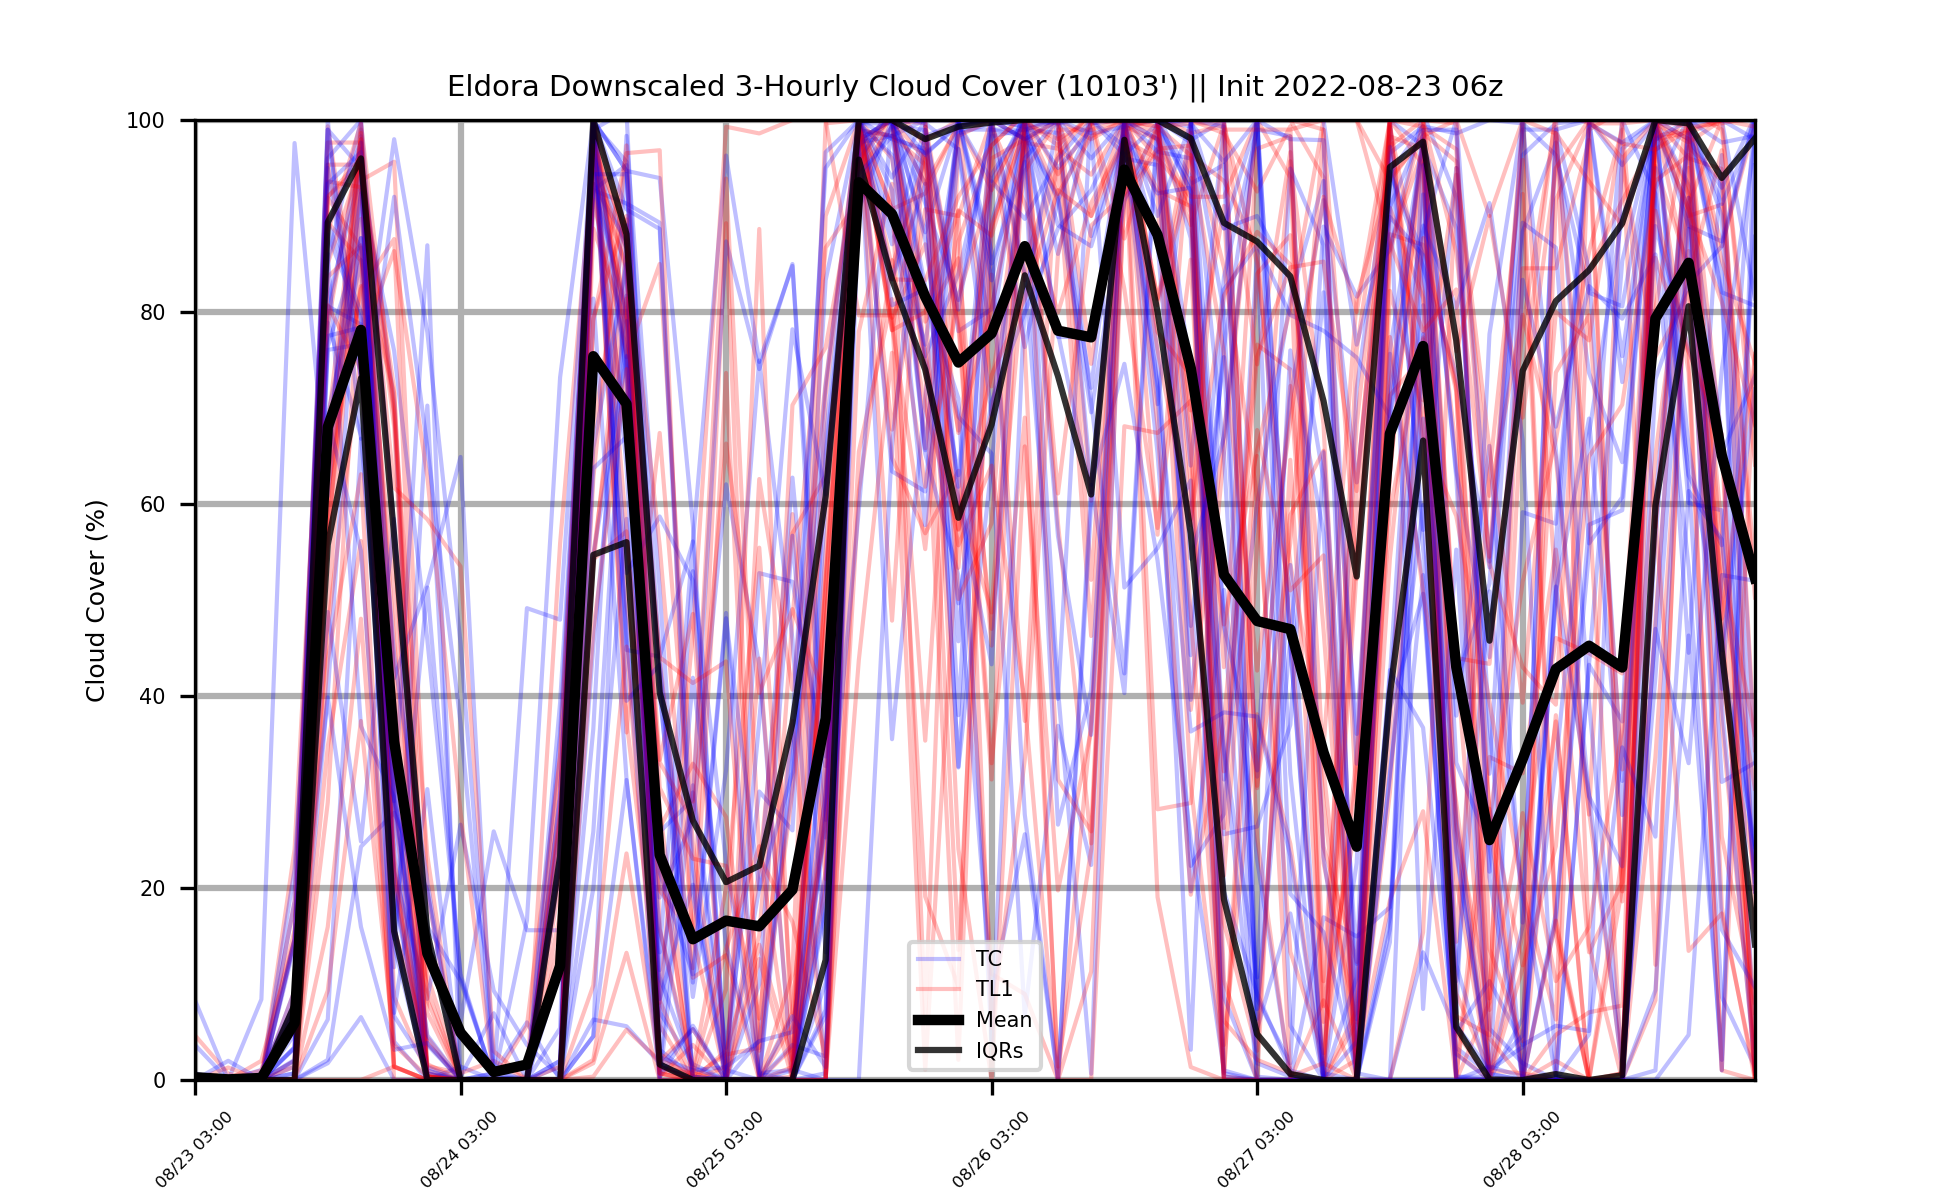 Eldora Downscaled 3-Hourly Cloud Cover (10103') || Init 2022-08-23 06z
Cloud Cover (%)
100
80
60
40
20
0
TC
TL1
Mean
IQRs
08/23 03:00
08/24 03:00
08/25 03:00
08/26 03:00
08/27 03:00
08/28 03:00